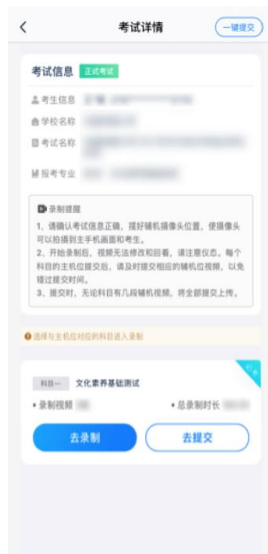 考试详情
一键提交
考试信息 正式考试
考生信息
学校名称
考试名称
报考专业
录制提醒
1、请确认考试信息正确，摆好辅机摄像头位置，使摄像头
可以拍摄到主手机画面和考生。
2、开始录制后，视频无法修改和回看，请注意仪态。每个
科目的主机位提交后，请及时提交相应的辅机位视频，以免
错过提交时间。
3、提交时，无论科目有几段辅机视频，将全部提交上传。
选择与主机位对应的科目进入录制
科目一 文化素养基础测试
• 录制视频 • 总录制时长
去录制 去提交